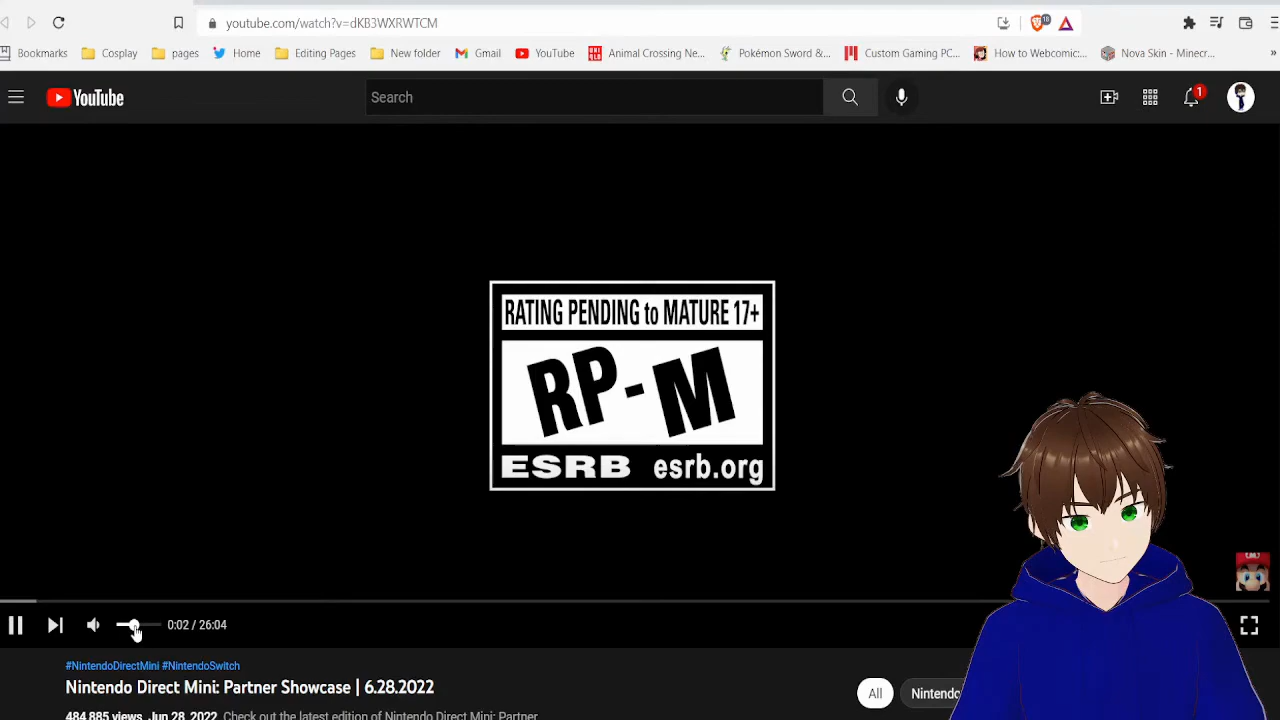 youtube.com/watch?v=dKB3WXRWTCM
18
Bookmarks Cosplay pages Home Editing Pages New folder Gmail YouTube Animal Crossing Ne... Pokémon Sword &... Custom Gaming PC... How to Webcomic:... Nova Skin - Minecr...
YouTube Search 1
RATING PENDING to MATURE 17+
RP-M
ESRB esrb.org
0:02 / 26:04
#NintendoDirectMini #NintendoSwitch
Nintendo Direct Mini: Partner Showcase | 6.28.2022
All Nintendo
484,885 views Jun 28, 2022 Check out the latest edition of Nintendo Direct Mini: Partner